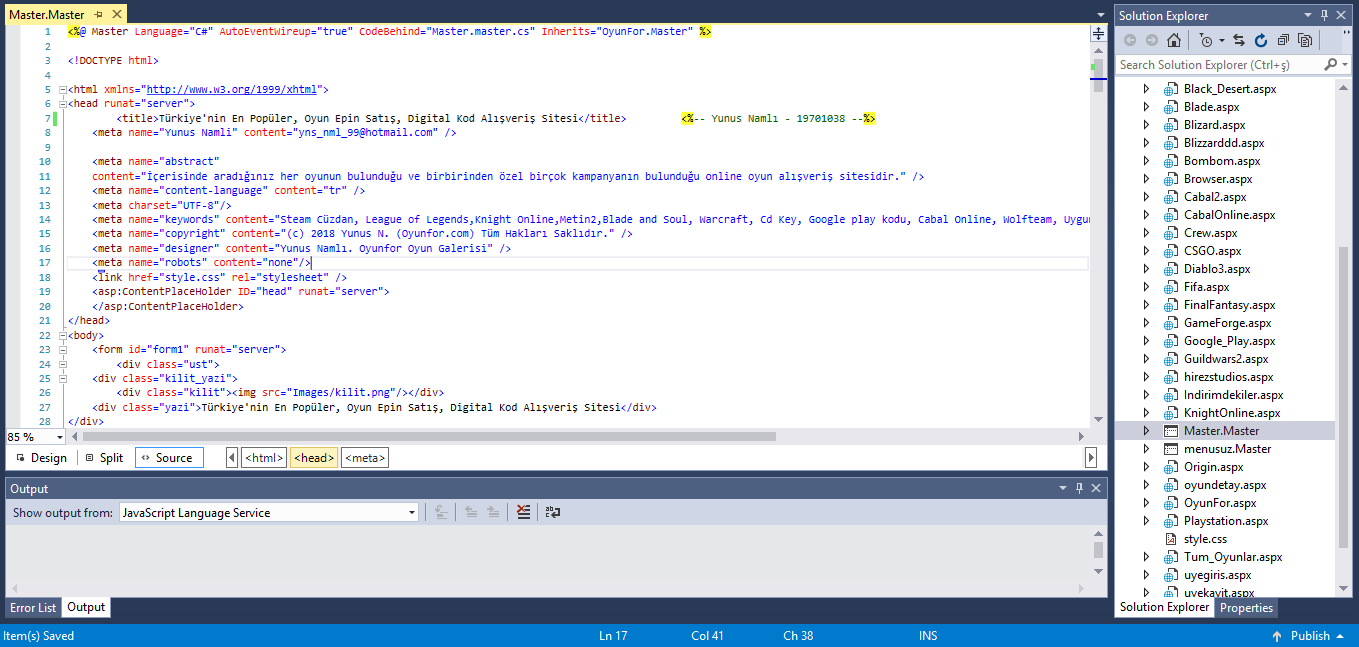 Master.Master
1 <%@ Master Language="C#" AutoEventWireup="true" CodeBehind="Master.master.cs" Inherits="OyunFor.Master" %>
2
3 <!DOCTYPE html>
4
5 <html xmlns="http://www.w3.org/1999/xhtml">
6 <head runat="server">
7 <title>Türkiye'nin En Popüler, Oyun Epin Satış, Digital Kod Alışveriş Sitesi</title> <%-- Yunus Namlı - 19701038 --%>
8 <meta name="Yunus Namli" content="yns_nml_99@hotmail.com" />
9
10 <meta name="abstract"
11 content="İçerisinde aradığınız her oyunun bulunduğu ve birbirinden özel birçok kampanyanın bulunduğu online oyun alışveriş sitesidir." />
12 <meta name="content-language" content="tr" />
13 <meta charset="UTF-8"/>
14 <meta name="keywords" content="Steam Cüzdan, League of Legends,Knight Online,Metin2,Blade and Soul, Warcraft, Cd Key, Google play kodu, Cabal Online, Wolfteam, Uygu
15 <meta name="copyright" content="(c) 2018 Yunus N. (Oyunfor.com) Tüm Hakları Saklıdır." />
16 <meta name="designer" content="Yunus Namlı. Oyunfor Oyun Galerisi" />
17 <meta name="robots" content="none"/>
18 <link href="style.css" rel="stylesheet" />
19 <asp:ContentPlaceHolder ID="head" runat="server">
20 </asp:ContentPlaceHolder>
21 </head>
22 <body>
23 <form id="form1" runat="server">
24 <div class="ust">
25 <div class="kilit_yazi">
26 <div class="kilit"><img src="Images/kilit.png"/></div>
27 <div class="yazi">Türkiye'nin En Popüler, Oyun Epin Satış, Digital Kod Alışveriş Sitesi</div>
28 </div>
85 %
Design Split Source <html> <head> <meta>
Output
Show output from: JavaScript Language Service
Error List Output
Solution Explorer
Search Solution Explorer (Ctrl+ş)
Black_Desert.aspx
Blade.aspx
Blizard.aspx
Blizzarddd.aspx
Bombom.aspx
Browser.aspx
Cabal2.aspx
CabalOnline.aspx
Crew.aspx
CSGO.aspx
Diablo3.aspx
Fifa.aspx
FinalFantasy.aspx
GameForge.aspx
Google_Play.aspx
Guildwars2.aspx
hirezstudios.aspx
Indirimdekiler.aspx
KnightOnline.aspx
Master.Master
menusuz.Master
Origin.aspx
oyundetay.aspx
OyunFor.aspx
Playstation.aspx
style.css
Tum_Oyunlar.aspx
uyegiris.aspx
uyekayit.aspx
Solution Explorer Properties
Item(s) Saved Ln 17 Col 41 Ch 38 INS Publish